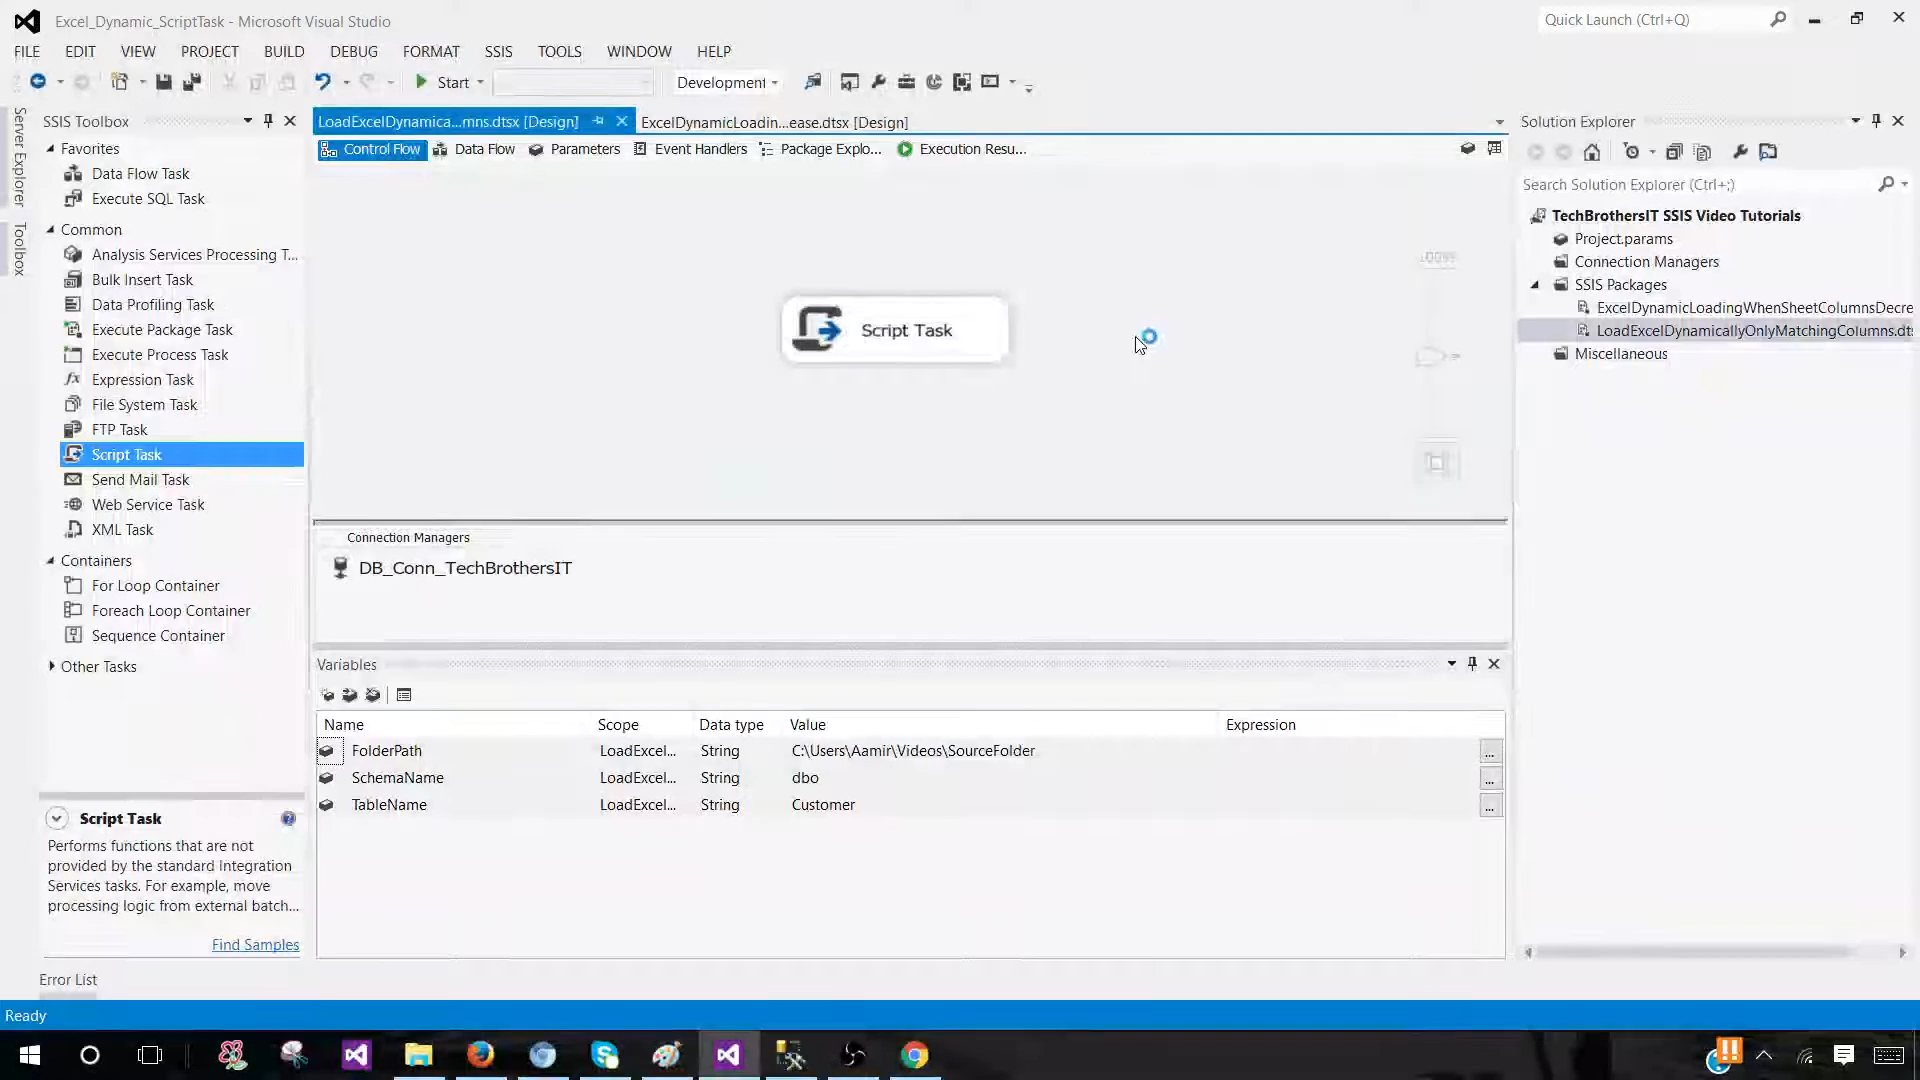 Excel_Dynamic_ScriptTask - Microsoft Visual Studio
Quick Launch (Ctrl+Q)
FILE EDIT VIEW PROJECT BUILD DEBUG FORMAT SSIS TOOLS WINDOW HELP
Start Development
Server Explorer
Toolbox
SSIS Toolbox
Favorites
Data Flow Task
Execute SQL Task
Common
Analysis Services Processing T...
Bulk Insert Task
Data Profiling Task
Execute Package Task
Execute Process Task
Expression Task
File System Task
FTP Task
Script Task
Send Mail Task
Web Service Task
XML Task
Containers
For Loop Container
Foreach Loop Container
Sequence Container
Other Tasks
Script Task
Performs functions that are not
provided by the standard Integration
Services tasks. For example, move
processing logic from external batch...
Find Samples
LoadExcelDynamica...mns.dtsx [Design] ExcelDynamicLoadin...ease.dtsx [Design]
Control Flow Data Flow Parameters Event Handlers Package Explo... Execution Resu...
Script Task
Connection Managers
DB_Conn_TechBrothersIT
Variables
Name Scope Data type Value Expression
FolderPath LoadExcel... String C:\Users\Aamir\Videos\SourceFolder ...
SchemaName LoadExcel... String dbo ...
TableName LoadExcel... String Customer ...
Solution Explorer
Search Solution Explorer (Ctrl+;)
TechBrothersIT SSIS Video Tutorials
Project.params
Connection Managers
SSIS Packages
ExcelDynamicLoadingWhenSheetColumnsDecre
LoadExcelDynamicallyOnlyMatchingColumns.dt
Miscellaneous
Error List
Ready